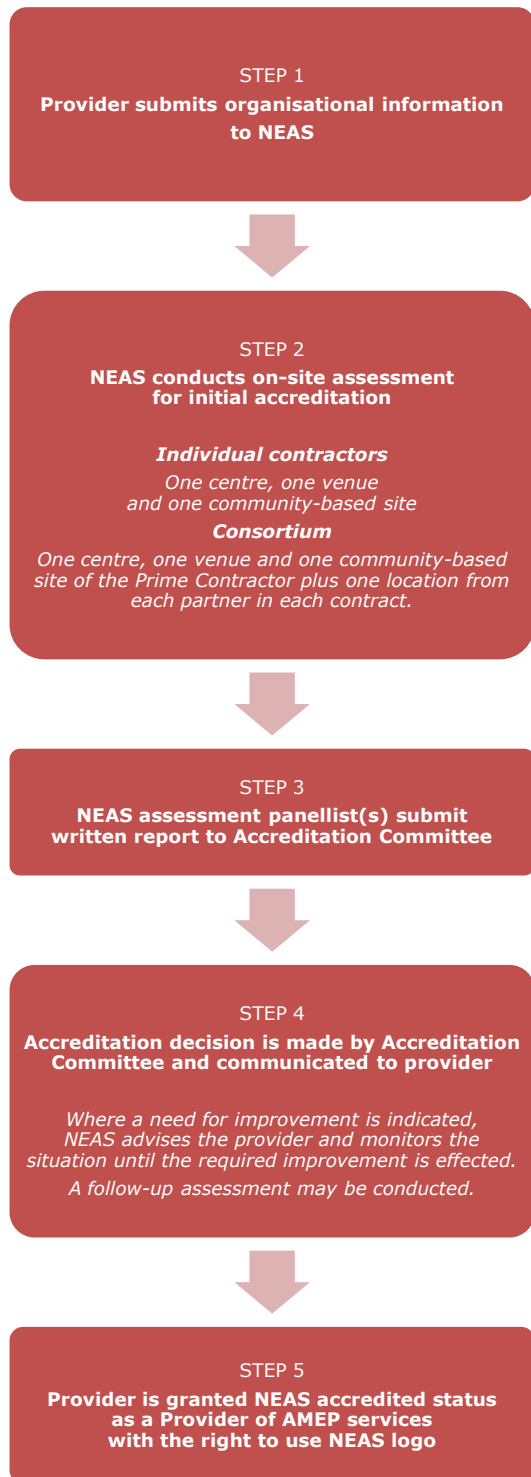 STEP 1
Provider submits organisational information
to NEAS
STEP 2
NEAS conducts on-site assessment
for initial accreditation
Individual contractors
One centre, one venue
and one community-based site
Consortium
One centre, one venue and one community-based
site of the Prime Contractor plus one location from
each partner in each contract.
STEP 3
NEAS assessment panellist(s) submit
written report to Accreditation Committee
STEP 4
Accreditation decision is made by Accreditation
Committee and communicated to provider
Where a need for improvement is indicated,
NEAS advises the provider and monitors the
situation until the required improvement is effected.
A follow-up assessment may be conducted.
STEP 5
Provider is granted NEAS accredited status
as a Provider of AMEP services
with the right to use NEAS logo